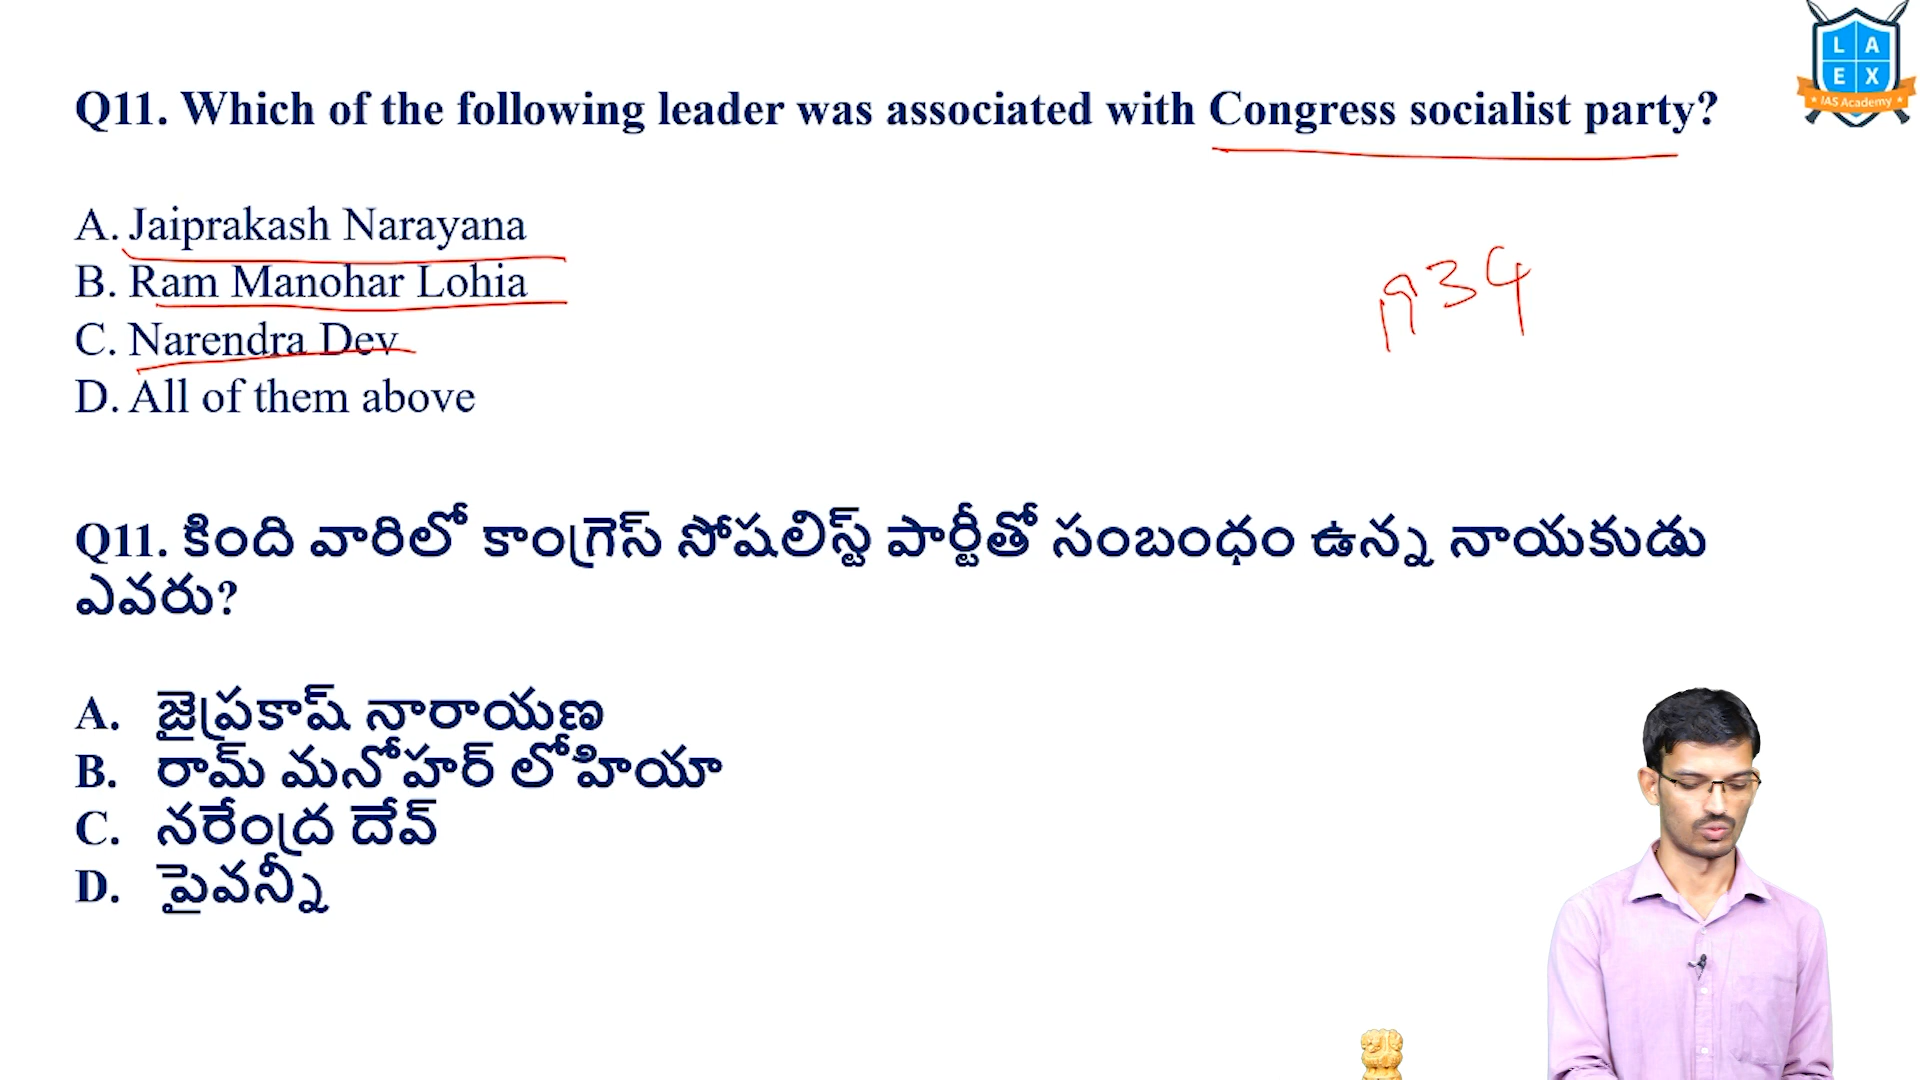 L A
E X
IAS Academy
Q11. Which of the following leader was associated with Congress socialist party?
A. Jaiprakash Narayana
B. Ram Manohar Lohia
C. Narendra Dev
D. All of them above
1934
Q11. కింది వారిలో కాంగ్రెస్ సోషలిస్ట్ పార్టీతో సంబంధం ఉన్న నాయకుడు
ఎవరు?
A. జైప్రకాష్ నారాయణ
B. రామ్ మనోహర్ లోహియా
C. నరేంద్ర దేవ్
D. పైవన్నీ